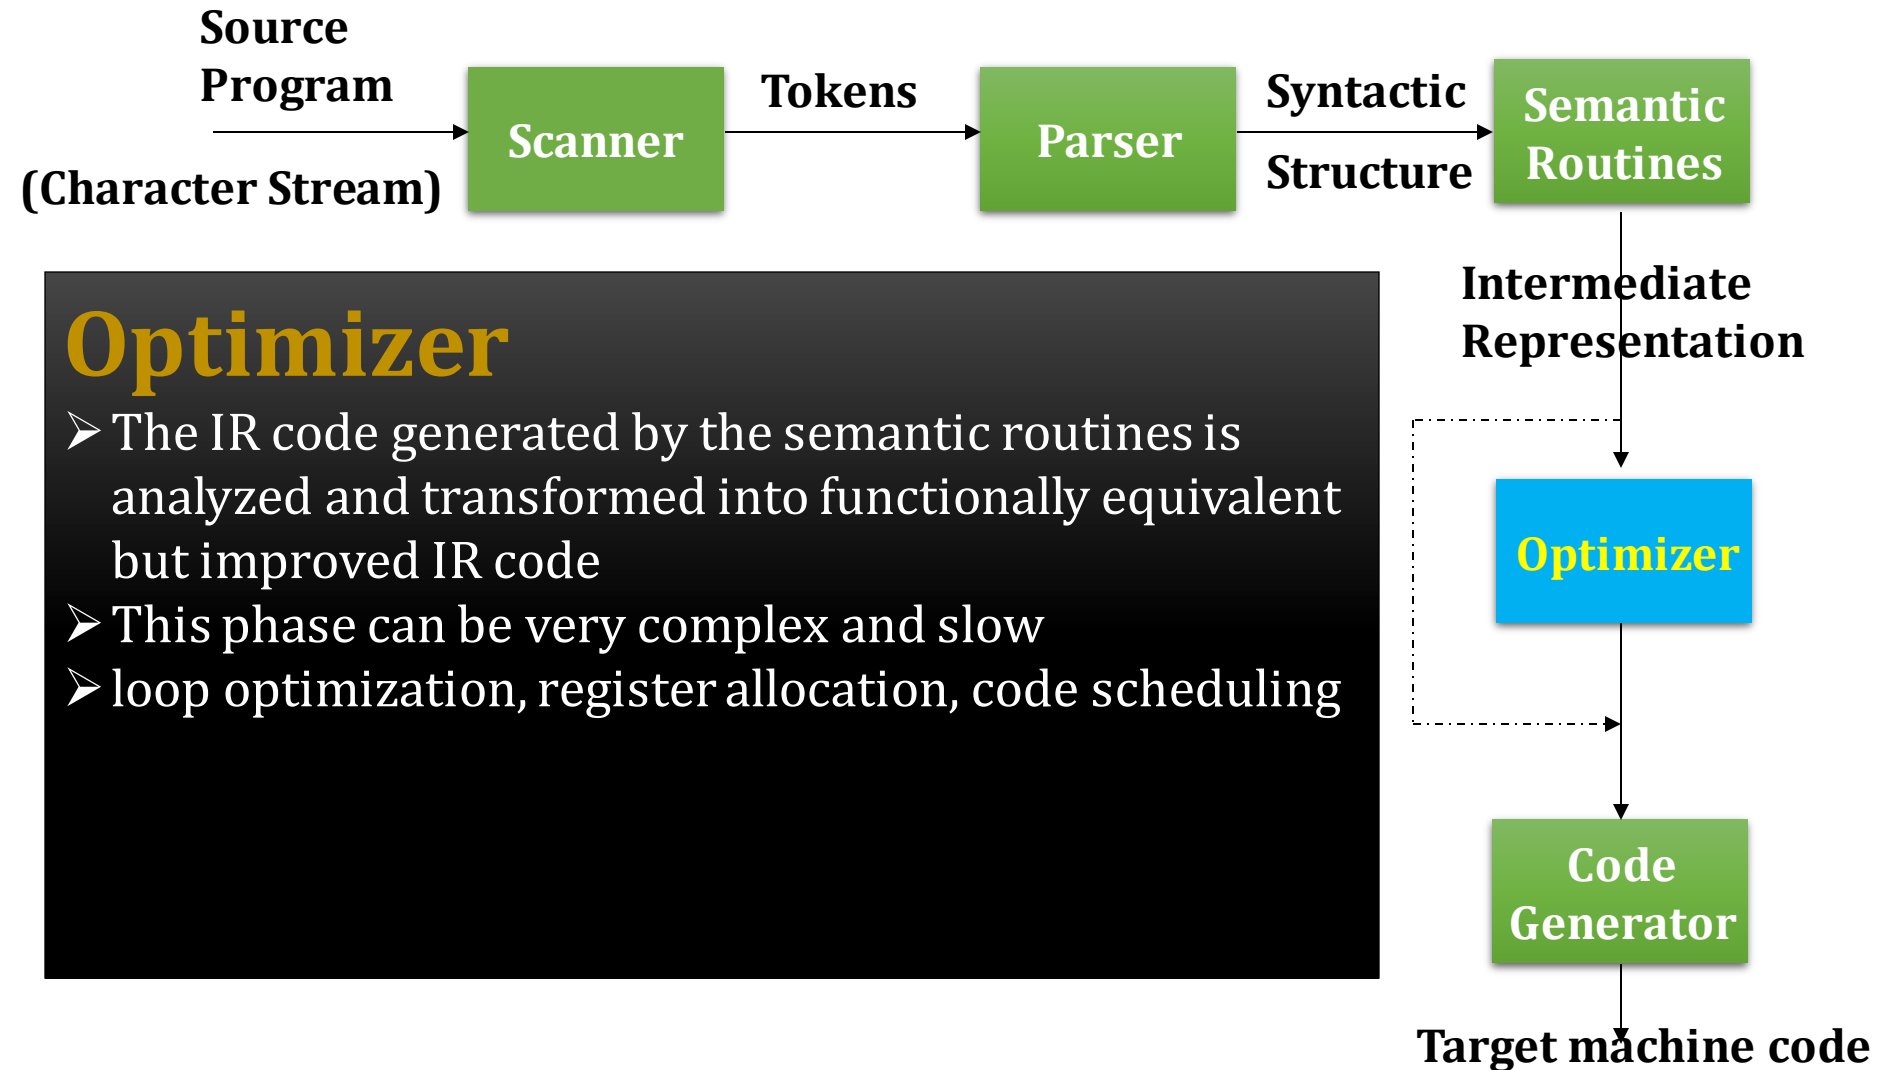 Source
Program
(Character Stream)
Scanner
Tokens
Parser
Syntactic
Structure
Semantic
Routines
Intermediate
Representation
Optimizer
➢ The IR code generated by the semantic routines is
analyzed and transformed into functionally equivalent
but improved IR code
➢ This phase can be very complex and slow
➢ loop optimization, register allocation, code scheduling
Optimizer
Code
Generator
Target machine code